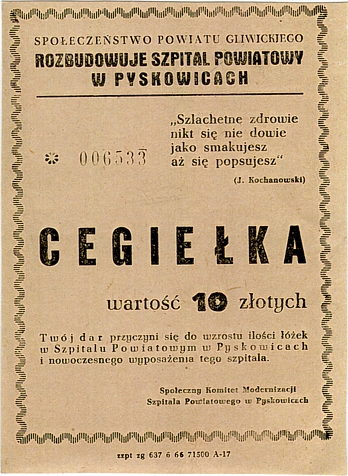 SPOŁECZEŃSTWO POWIATU GLIWICKIEGO
ROZBUDOWUJE SZPITAL POWIATOWY
W PYSKOWICACH
„Szlachetne zdrowie
nikt się nie dowie
jako smakujesz
aż się popsujesz“
(J. Kochanowski)
※ 006533
CEGIEŁKA
wartość 10 złotych
Twój dar przyczyni się do wzrostu ilości łóżek
w Szpitalu Powiatowym w Pyskowicach
i nowoczesnego wyposażenia tego szpitala.
Społeczny Komitet Modernizacji
Szpitala Powiatowego w Pyskowicach
zzpt zg 637 6 66 71500 A-17